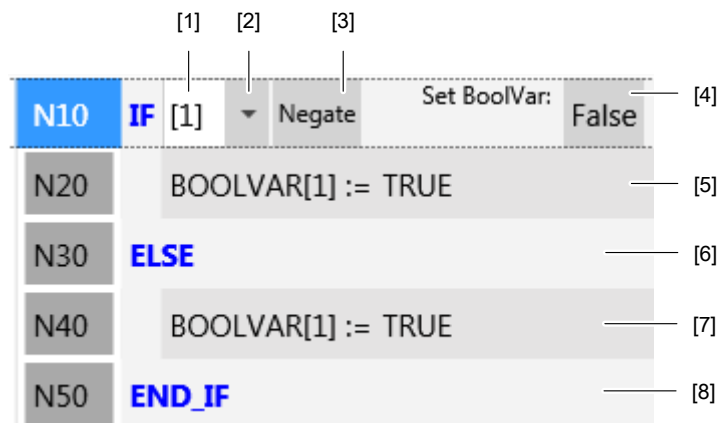 [1] [2] [3]
N10 IF [1] Negate Set BoolVar: False [4]
N20 BOOLVAR[1] := TRUE [5]
N30 ELSE [6]
N40 BOOLVAR[1] := TRUE [7]
N50 END_IF [8]